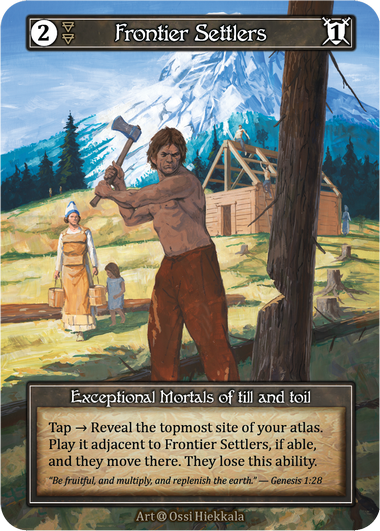 2 Frontier Settlers 1
Exceptional Mortals of till and toil
Tap → Reveal the topmost site of your atlas.
Play it adjacent to Frontier Settlers, if able,
and they move there. They lose this ability.
"Be fruitful, and multiply, and replenish the earth." — Genesis 1:28
Art @ Ossi Hiekkala